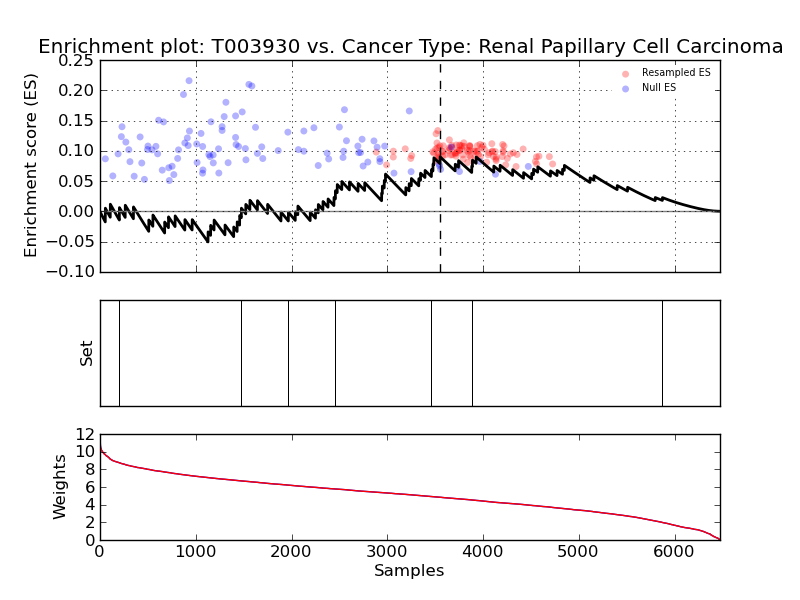 Enrichment plot: T003930 vs. Cancer Type: Renal Papillary Cell Carcinoma
Enrichment score (ES)
0.25
0.20
0.15
0.10
0.05
0.00
−0.05
−0.10
Resampled ES
Null ES
Set
Weights
12
10
8
6
4
2
0
0 1000 2000 3000 4000 5000 6000
Samples